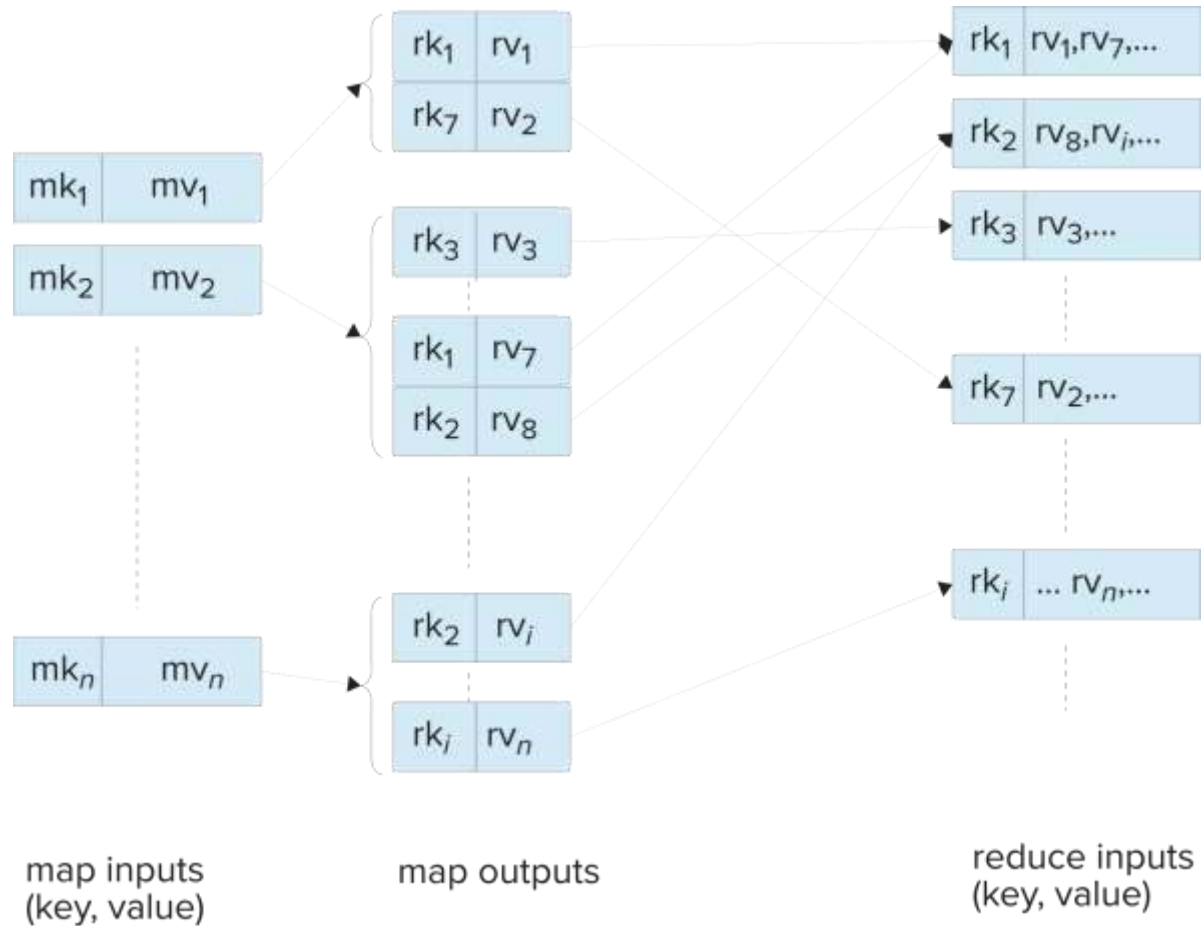 mk₁ mv₁
mk₂ mv₂
mkₙ mvₙ
map inputs
(key, value)
rk₁ rv₁
rk₇ rv₂
rk₃ rv₃
rk₁ rv₇
rk₂ rv₈
rk₂ rvᵢ
rkᵢ rvₙ
map outputs
rk₁ rv₁,rv₇,...
rk₂ rv₈,rvᵢ,...
rk₃ rv₃,...
rk₇ rv₂,...
rkᵢ ... rvₙ,...
reduce inputs
(key, value)